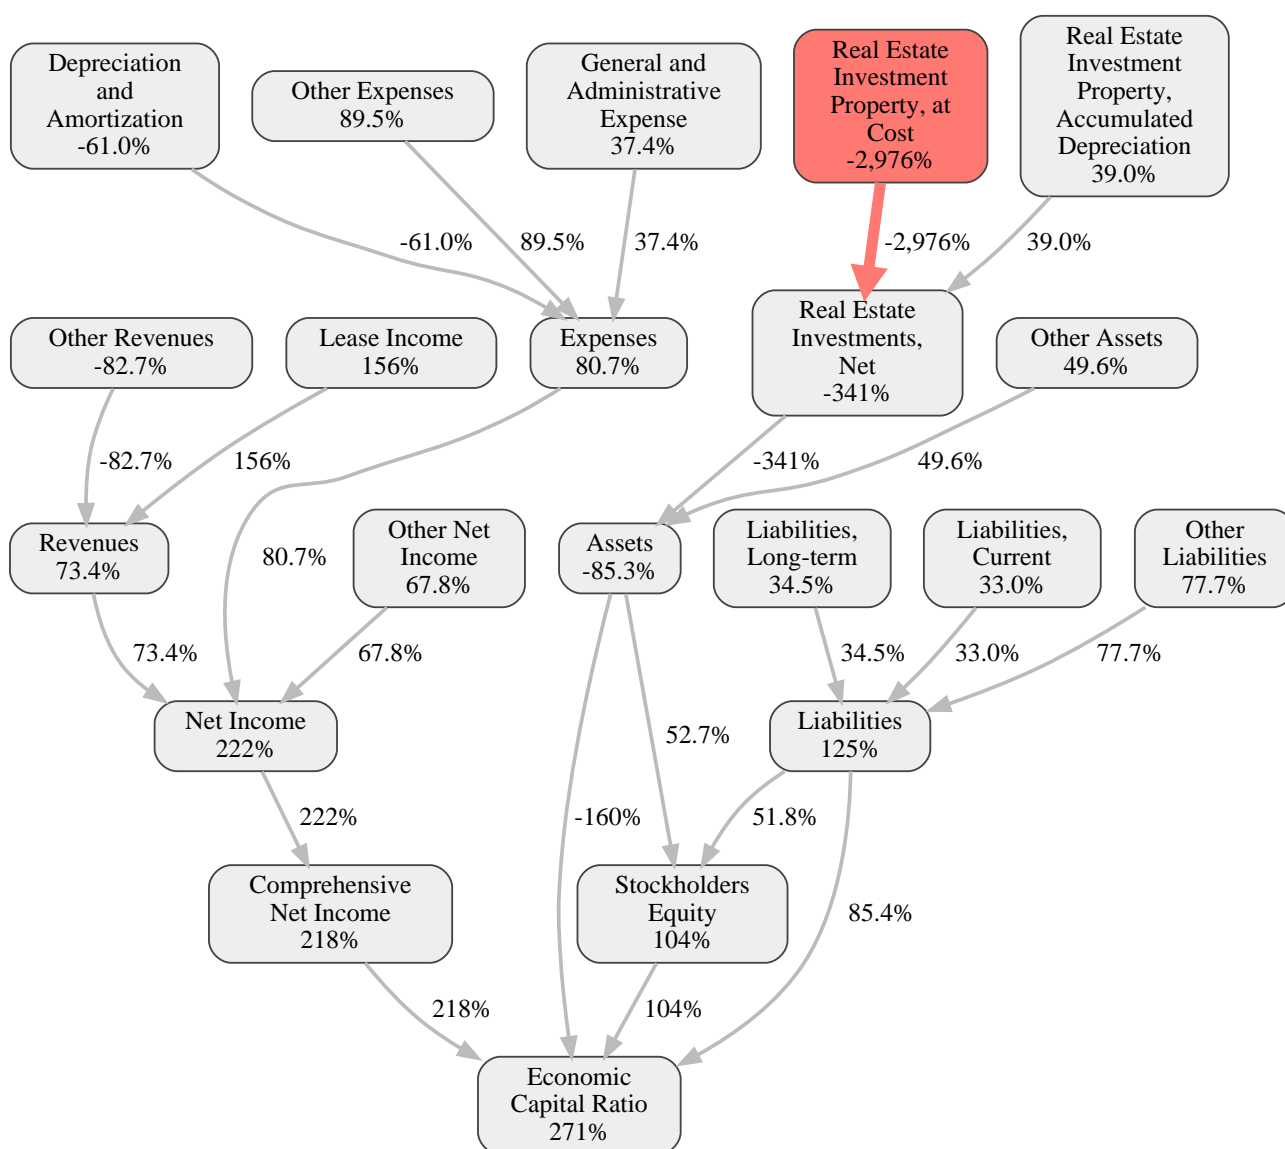 Depreciation
and
Amortization
-61.0%
Other Expenses
89.5%
General and
Administrative
Expense
37.4%
Real Estate
Investment
Property, at
Cost
-2,976%
Real Estate
Investment
Property,
Accumulated
Depreciation
39.0%
-61.0%
89.5%
37.4%
-2,976%
39.0%
Other Revenues
-82.7%
Lease Income
156%
Expenses
80.7%
Real Estate
Investments,
Net
-341%
Other Assets
49.6%
-82.7%
156%
-341%
49.6%
Revenues
73.4%
80.7%
Other Net
Income
67.8%
Assets
-85.3%
Liabilities,
Long-term
34.5%
Liabilities,
Current
33.0%
Other
Liabilities
77.7%
73.4%
67.8%
34.5%
33.0%
77.7%
Net Income
222%
52.7%
Liabilities
125%
222%
-160%
51.8%
Comprehensive
Net Income
218%
Stockholders
Equity
104%
85.4%
218%
104%
Economic
Capital Ratio
271%